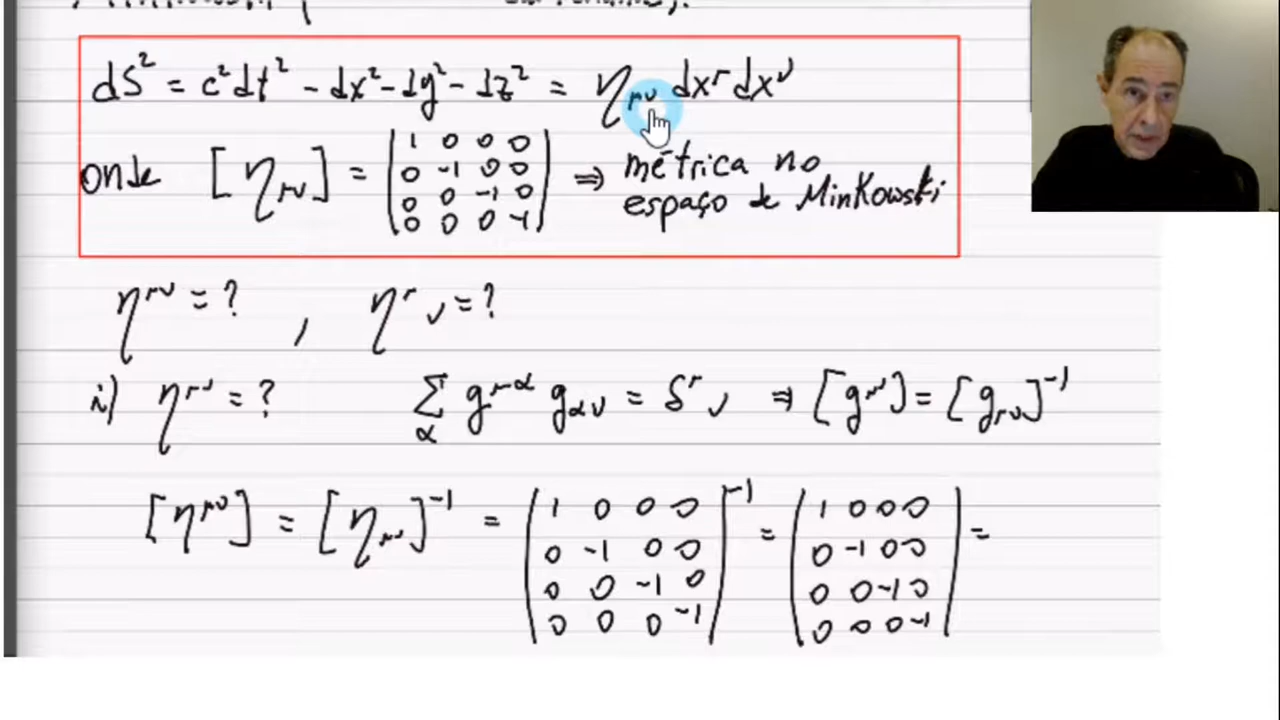 dS² = c²dt² - dx² - dy² - dz² = η_μν dx^μ dx^ν
onde [η_μν] = |1 0 0 0| ⇒ métrica no
|0 -1 0 0| espaço de Minkowski
|0 0 -1 0|
|0 0 0 -1|
η^μν = ? , η^μ_ν = ?
i) η^μν = ? Σ_α g^μα g_αν = δ^μ_ν ⇒ [g^μν] = [g_μν]^-1
[η^μν] = [η_μν]^-1 = |1 0 0 0|^-1 = |1 0 0 0| =
|0 -1 0 0| |0 -1 0 0|
|0 0 -1 0| |0 0 -1 0|
|0 0 0 -1| |0 0 0 -1|